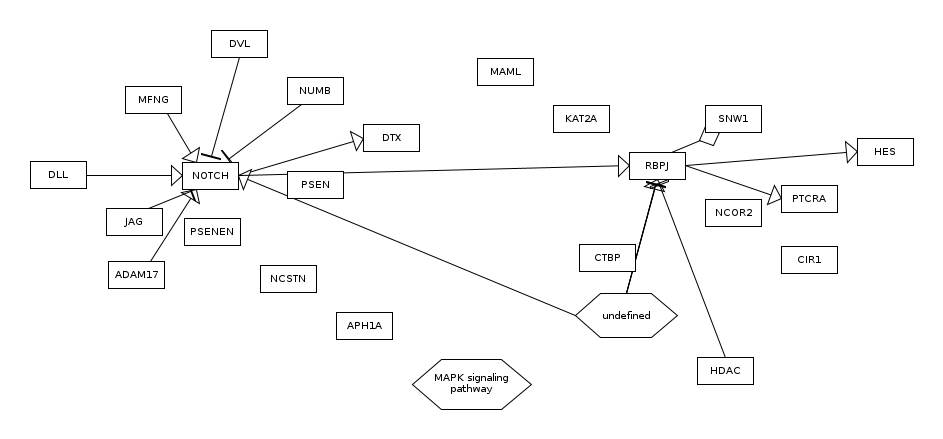 DVL
MAML
NUMB
MFNG
KAT2A
SNW1
DTX
HES
RBPJ
DLL
NOTCH
PSEN
PTCRA
NCOR2
JAG
PSENEN
CTBP
CIR1
ADAM17
NCSTN
undefined
APH1A
HDAC
MAPK signaling
pathway